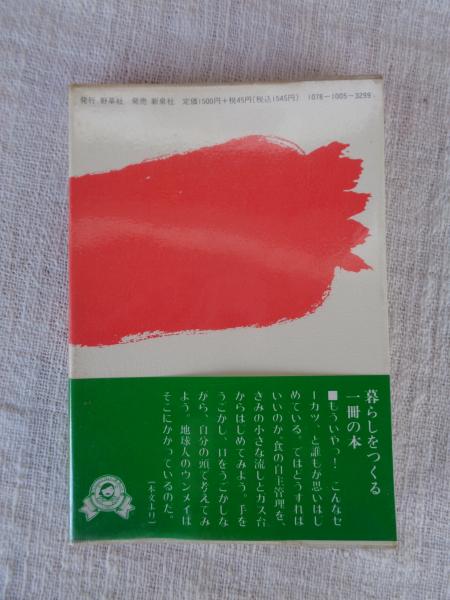 発行 野草社 発売 新泉社 定価1500円+税45円(税込1545円) 1076-1005-3299
暮らしをつくる
一冊の本
■もういやっ! こんなセ
ーカツ、と誰もが思いはじ
めている。ではどうすれば
いいのか。食の自主管理を、
きみの小さな流しとガス台
からはじめてみよう。手を
うごかし、口をうごかしな
がら、自分の頭で考えてみ
よう。地球人のウンメイは
そこにかかっているのだ。
[本文より]